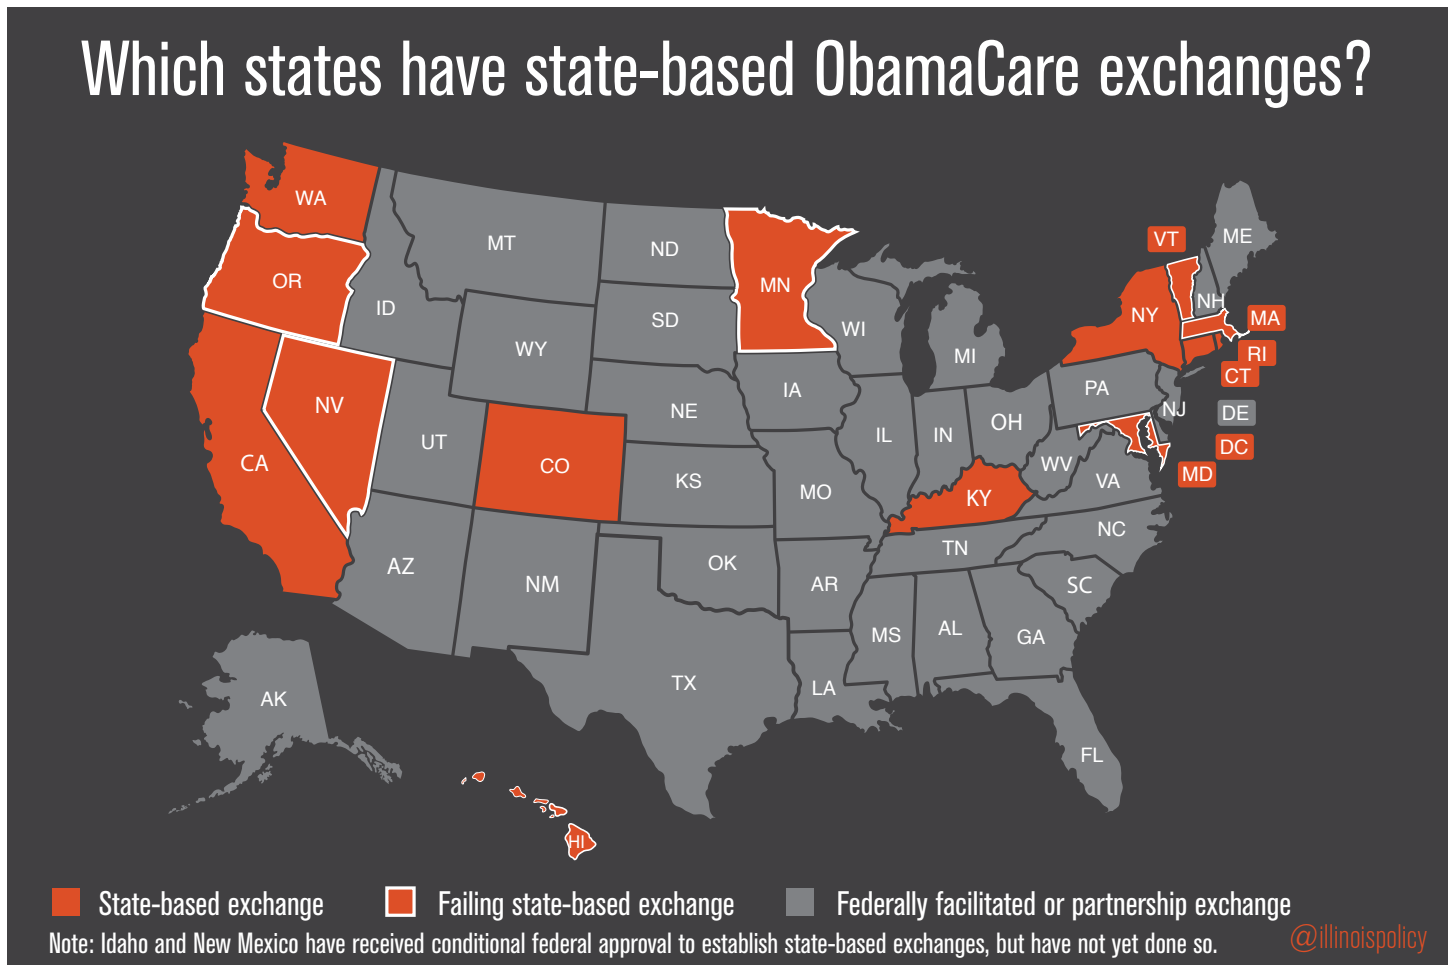 Which states have state-based ObamaCare exchanges?
WA
OR
CA
NV
ID
MT
WY
UT
CO
AZ
NM
ND
SD
NE
KS
OK
TX
MN
IA
MO
AR
LA
WI
IL
MI
IN
OH
KY
TN
MS
AL
GA
FL
SC
NC
VA
WV
PA
NY
VT
ME
NH
MA
RI
CT
NJ
DE
DC
MD
AK
HI
State-based exchange
Failing state-based exchange
Federally facilitated or partnership exchange
Note: Idaho and New Mexico have received conditional federal approval to establish state-based exchanges, but have not yet done so.
@illinoispolicy